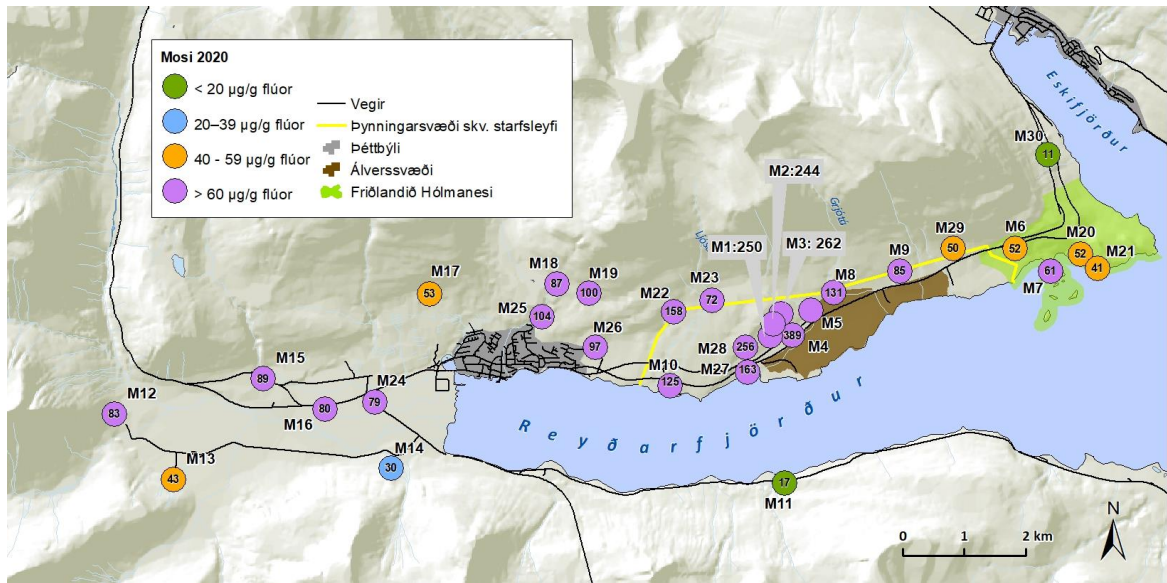 Mosi 2020
< 20 µg/g flúor
20–39 µg/g flúor
40 - 59 µg/g flúor
> 60 µg/g flúor
Vegir
Þynningarsvæði skv. starfsleyfi
Þéttbýli
Álverssvæði
Friðlandið Hólmanesi
Eskifjörður
M30
11
M2:244
Grjótá
M1:250
M3: 262
M29
50
M6
52
M20
52
M21
41
M9
85
M7
61
M8
131
M18
87
M19
100
M17
53
M23
72
M22
158
M25
104
M5
M26
97
M28
256
389
M4
M10
125
M27
163
M15
89
M24
79
M12
83
M16
80
Reyðarfjörður
M14
30
M13
43
17
M11
N
0 1 2 km